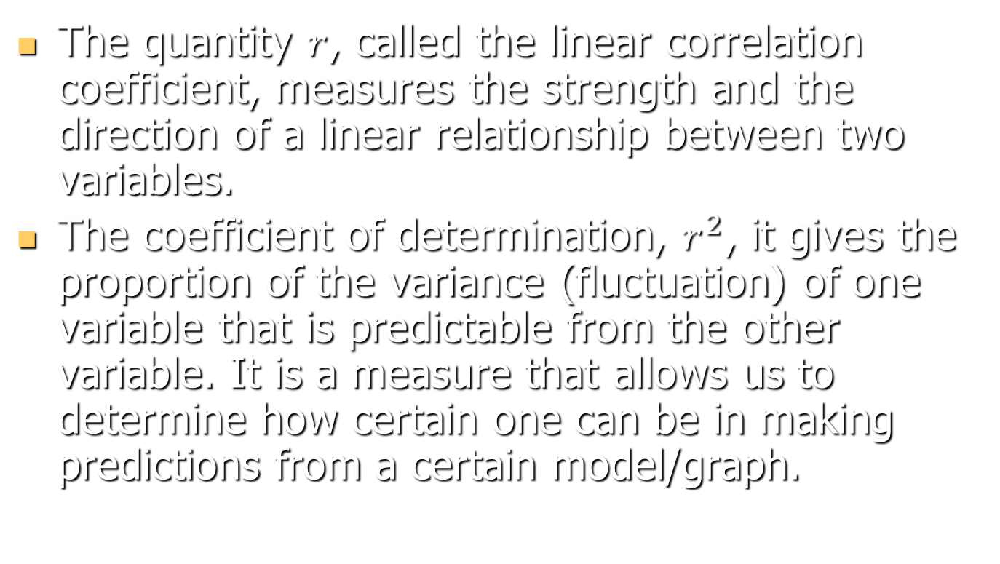 The quantity r, called the linear correlation
coefficient, measures the strength and the
direction of a linear relationship between two
variables.
The coefficient of determination, r², it gives the
proportion of the variance (fluctuation) of one
variable that is predictable from the other
variable. It is a measure that allows us to
determine how certain one can be in making
predictions from a certain model/graph.